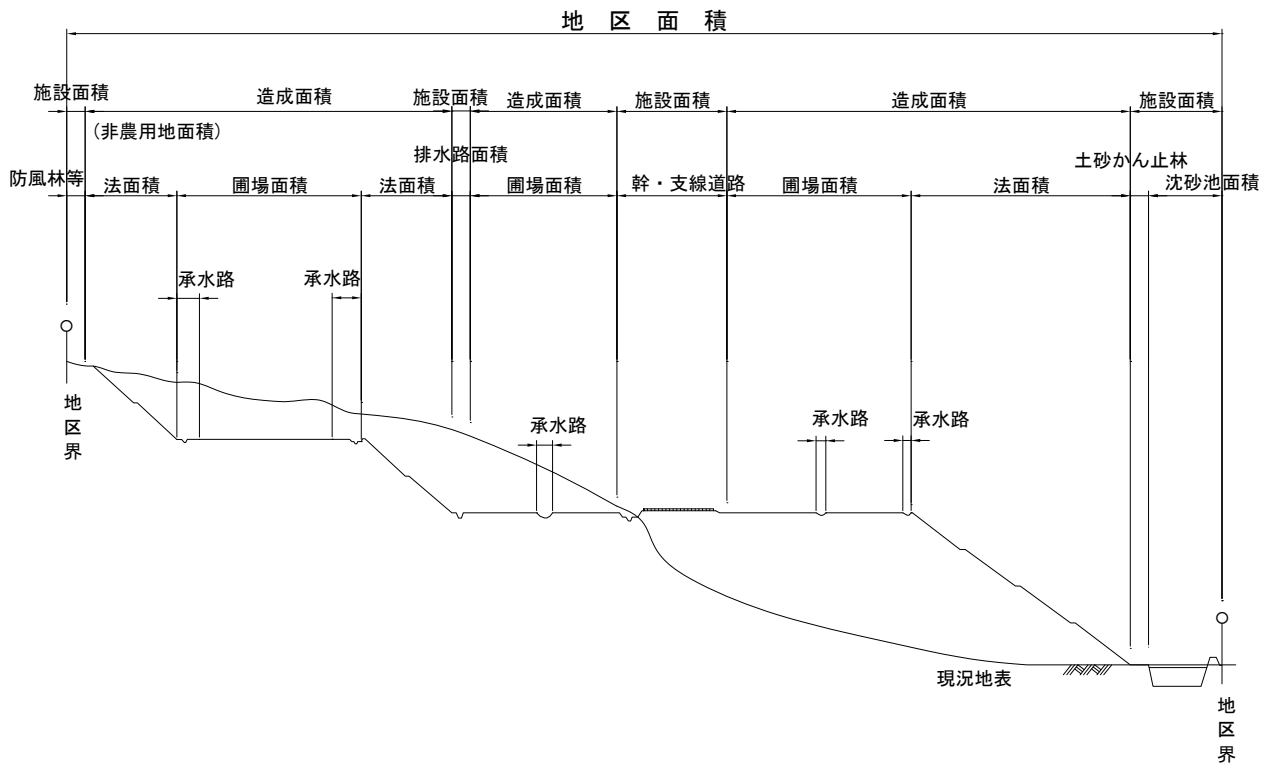 地区面積
施設面積
造成面積
施設面積
造成面積
施設面積
造成面積
施設面積
(非農用地面積)
排水路面積
土砂かん止林
防風林等
法面積
圃場面積
法面積
圃場面積
幹・支線道路
圃場面積
法面積
沈砂池面積
承水路
承水路
地区界
承水路
承水路
承水路
現況地表
地区界